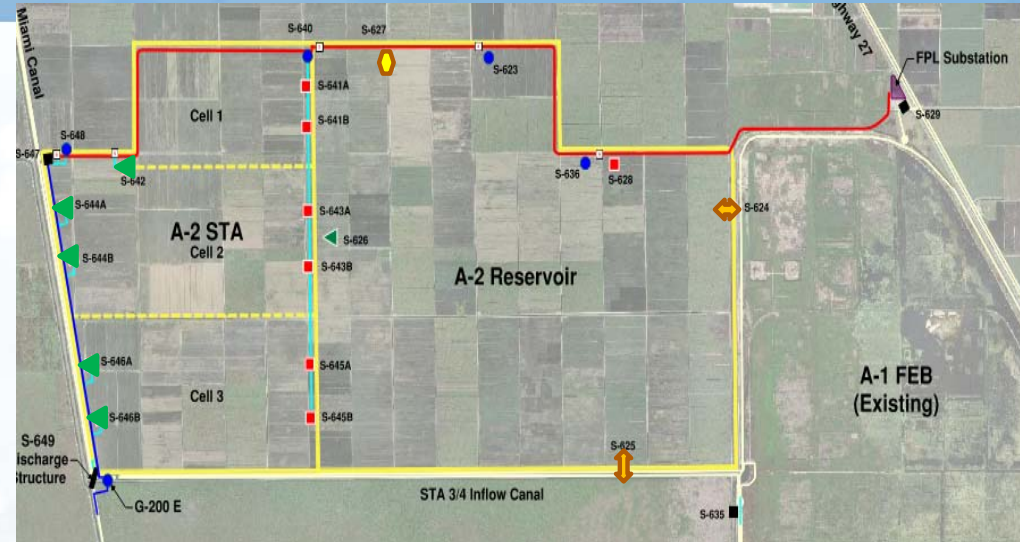 Miami Canal
S-640
S-627
ghway 27
FPL Substation
S-623
S-641A
S-629
Cell 1
S-641B
S-648
S-647
S-642
S-636
S-628
S-644A
S-643A
S-624
A-2 STA
S-626
Cell 2
S-644B
S-643B
A-2 Reservoir
S-646A
S-645A
A-1 FEB
(Existing)
Cell 3
S-646B
S-645B
S-649
ischarge
Structure
S-625
STA 3/4 Inflow Canal
G-200 E
S-635